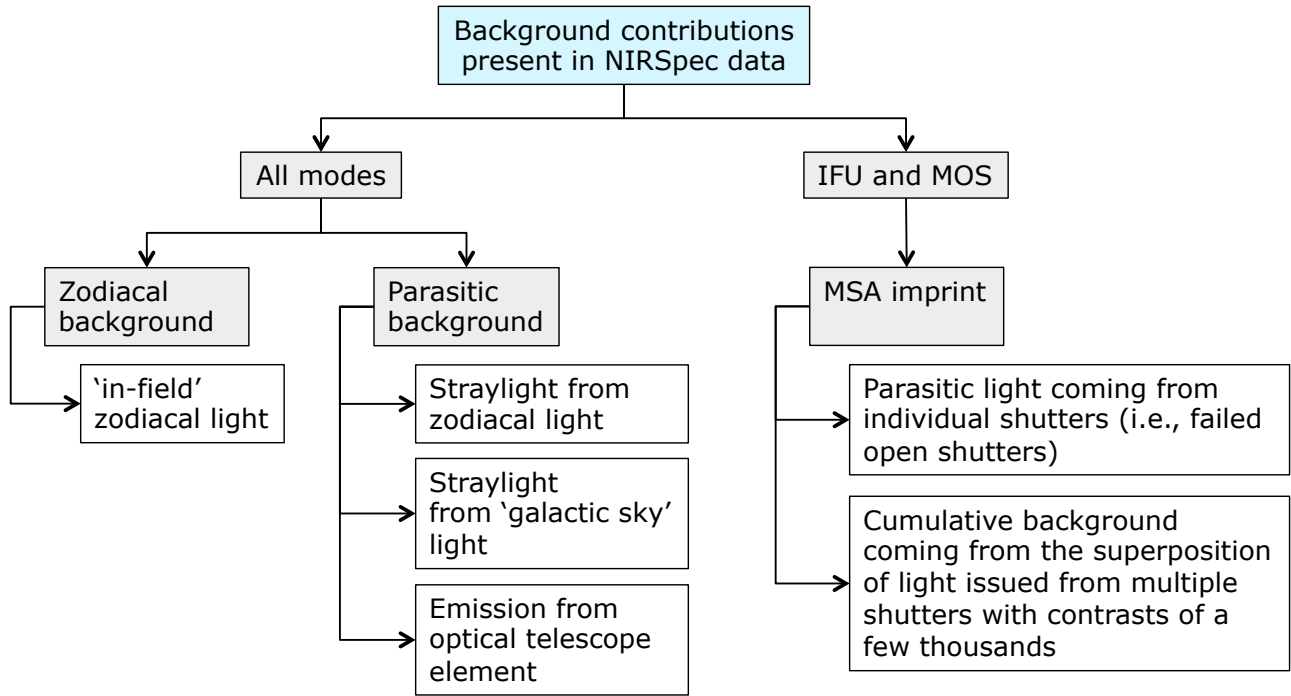 Background contributions
present in NIRSpec data
All modes
IFU and MOS
Zodiacal
background
Parasitic
background
MSA imprint
‘in-field’
zodiacal light
Straylight from
zodiacal light
Straylight
from ‘galactic sky’
light
Emission from
optical telescope
element
Parasitic light coming from
individual shutters (i.e., failed
open shutters)
Cumulative background
coming from the superposition
of light issued from multiple
shutters with contrasts of a
few thousands